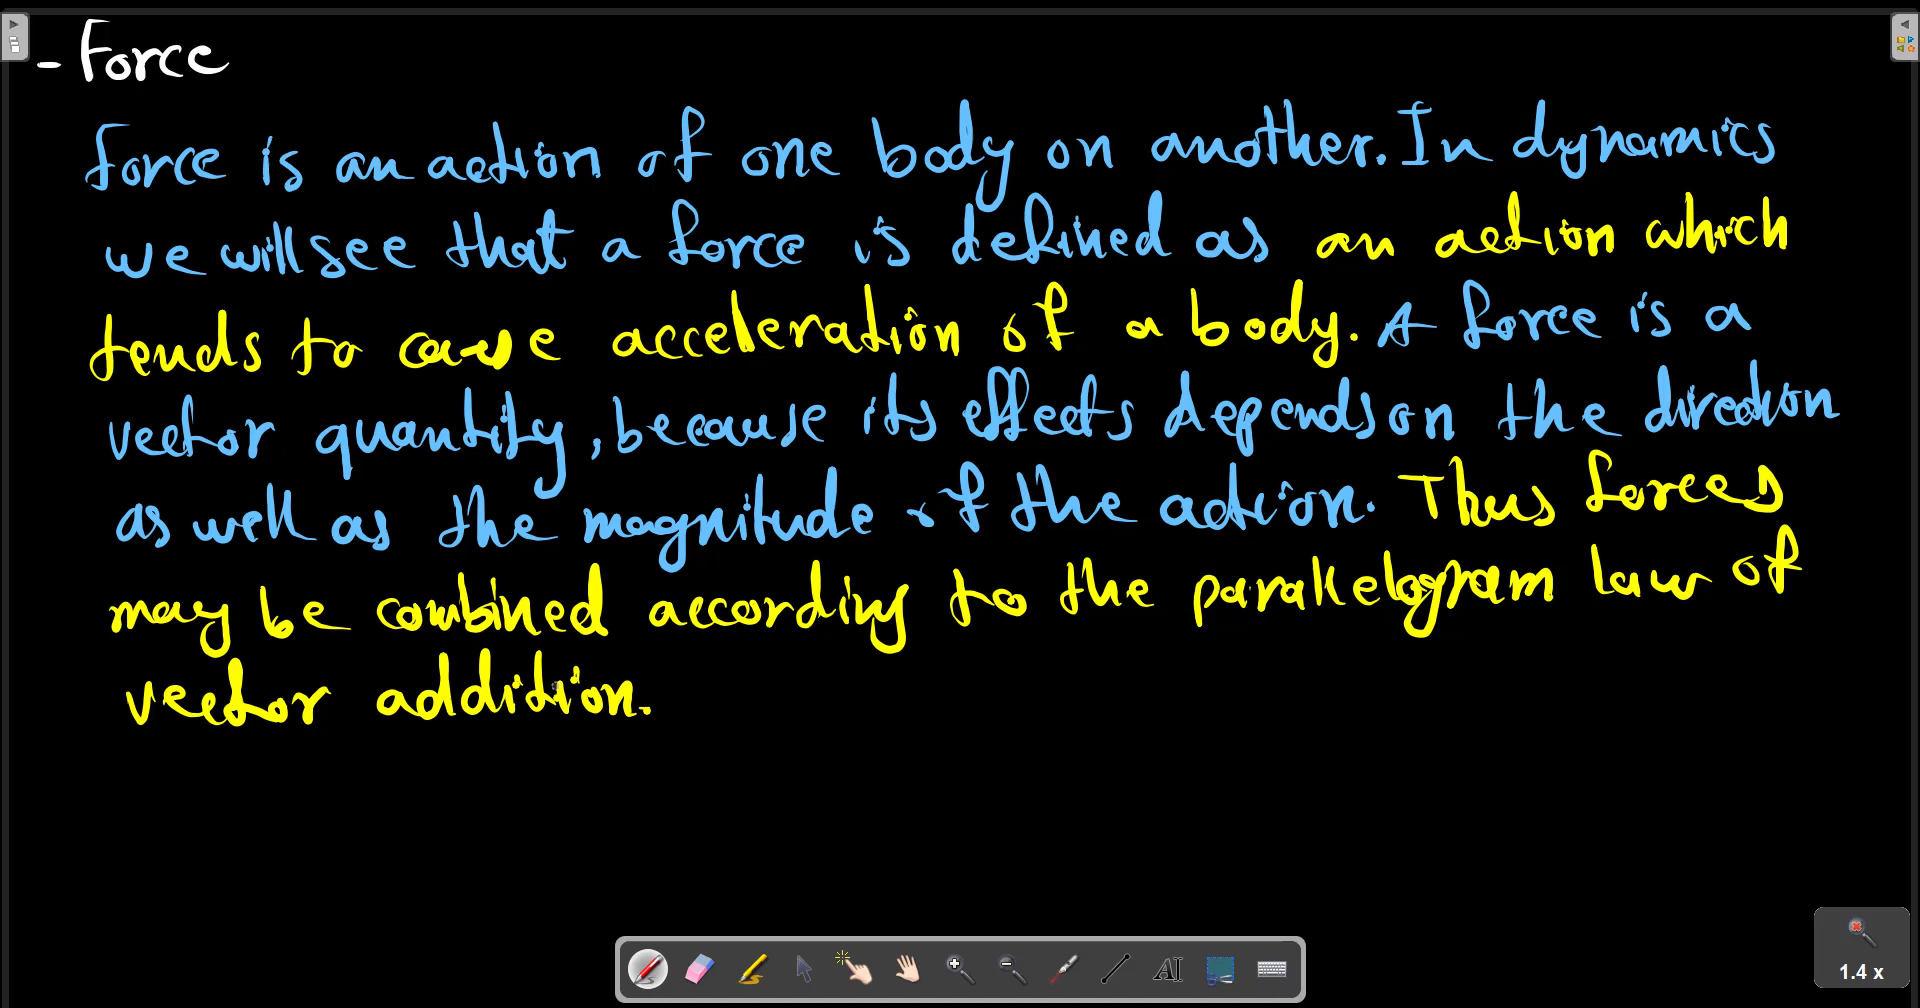 - Force
Force is an action of one body on another. In dynamics
we will see that a force is defined as an action which
tends to cause acceleration of a body. A force is a
vector quantity, because its effects depends on the direction
as well as the magnitude of the action. Thus forces
may be combined according to the parallelogram law of
vector addition.
1.4 x